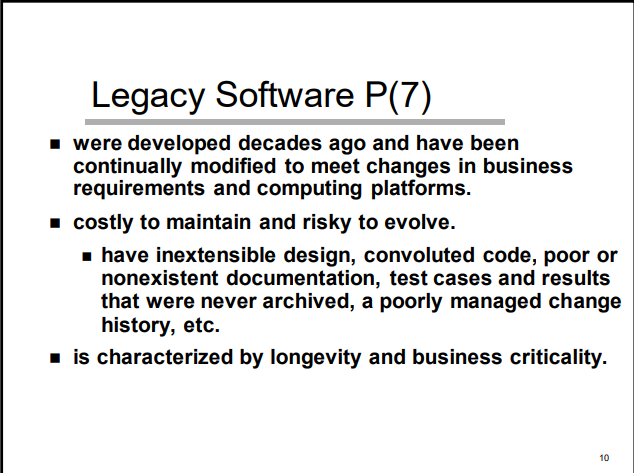 Legacy Software P(7)
were developed decades ago and have been
continually modified to meet changes in business
requirements and computing platforms.
costly to maintain and risky to evolve.
have inextensible design, convoluted code, poor or
nonexistent documentation, test cases and results
that were never archived, a poorly managed change
history, etc.
is characterized by longevity and business criticality.
10